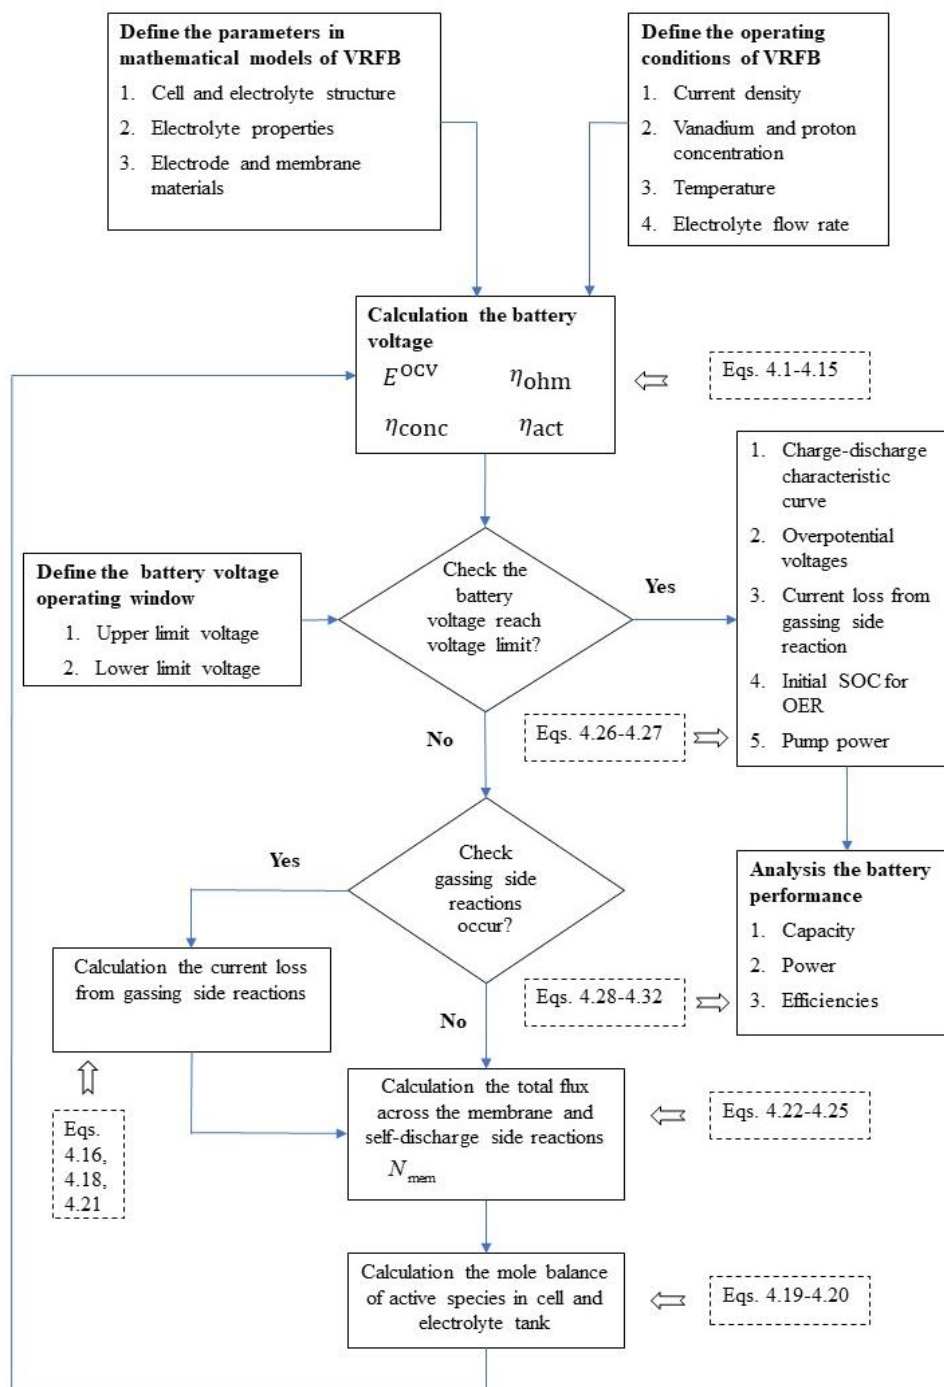 Define the parameters in
mathematical models of VRFB
1. Cell and electrolyte structure
2. Electrolyte properties
3. Electrode and membrane
materials
Define the operating
conditions of VRFB
1. Current density
2. Vanadium and proton
concentration
3. Temperature
4. Electrolyte flow rate
Calculation the battery
voltage
E^OCV η_ohm
η_conc η_act
Eqs. 4.1-4.15
Define the battery voltage
operating window
1. Upper limit voltage
2. Lower limit voltage
Check the
battery
voltage reach
voltage limit?
Yes
No
1. Charge-discharge
characteristic
curve
2. Overpotential
voltages
3. Current loss from
gassing side
reaction
4. Initial SOC for
OER
5. Pump power
Eqs. 4.26-4.27
Check
gassing side
reactions
occur?
Yes
No
Analysis the battery
performance
1. Capacity
2. Power
3. Efficiencies
Eqs. 4.28-4.32
Calculation the current loss
from gassing side reactions
Eqs.
4.16,
4.18,
4.21
Calculation the total flux
across the membrane and
self-discharge side reactions
N_mem
Eqs. 4.22-4.25
Calculation the mole balance
of active species in cell and
electrolyte tank
Eqs. 4.19-4.20